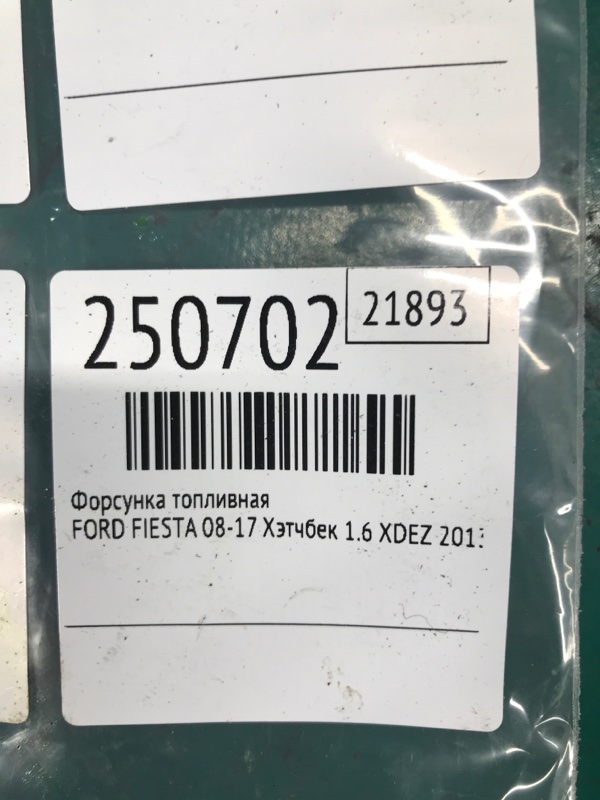 250702 21893
Форсунка топливная
FORD FIESTA 08-17 Хэтчбек 1.6 XDEZ